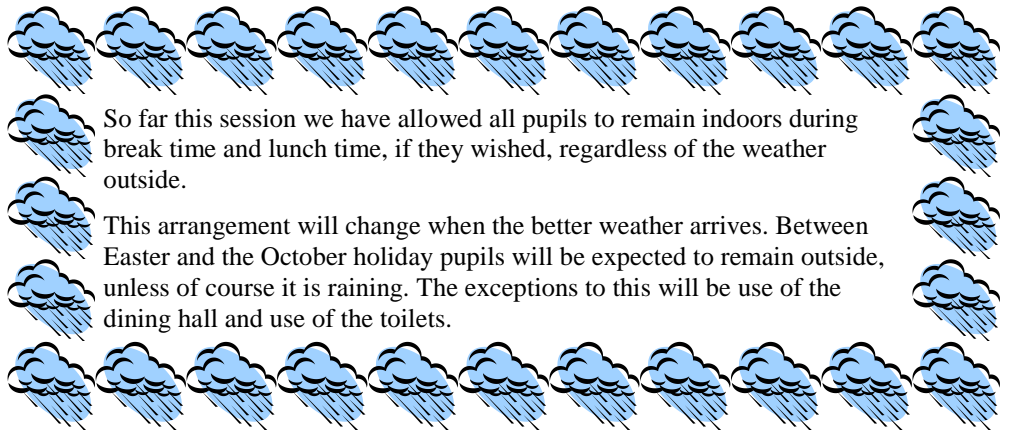 So far this session we have allowed all pupils to remain indoors during
break time and lunch time, if they wished, regardless of the weather
outside.
This arrangement will change when the better weather arrives. Between
Easter and the October holiday pupils will be expected to remain outside,
unless of course it is raining. The exceptions to this will be use of the
dining hall and use of the toilets.